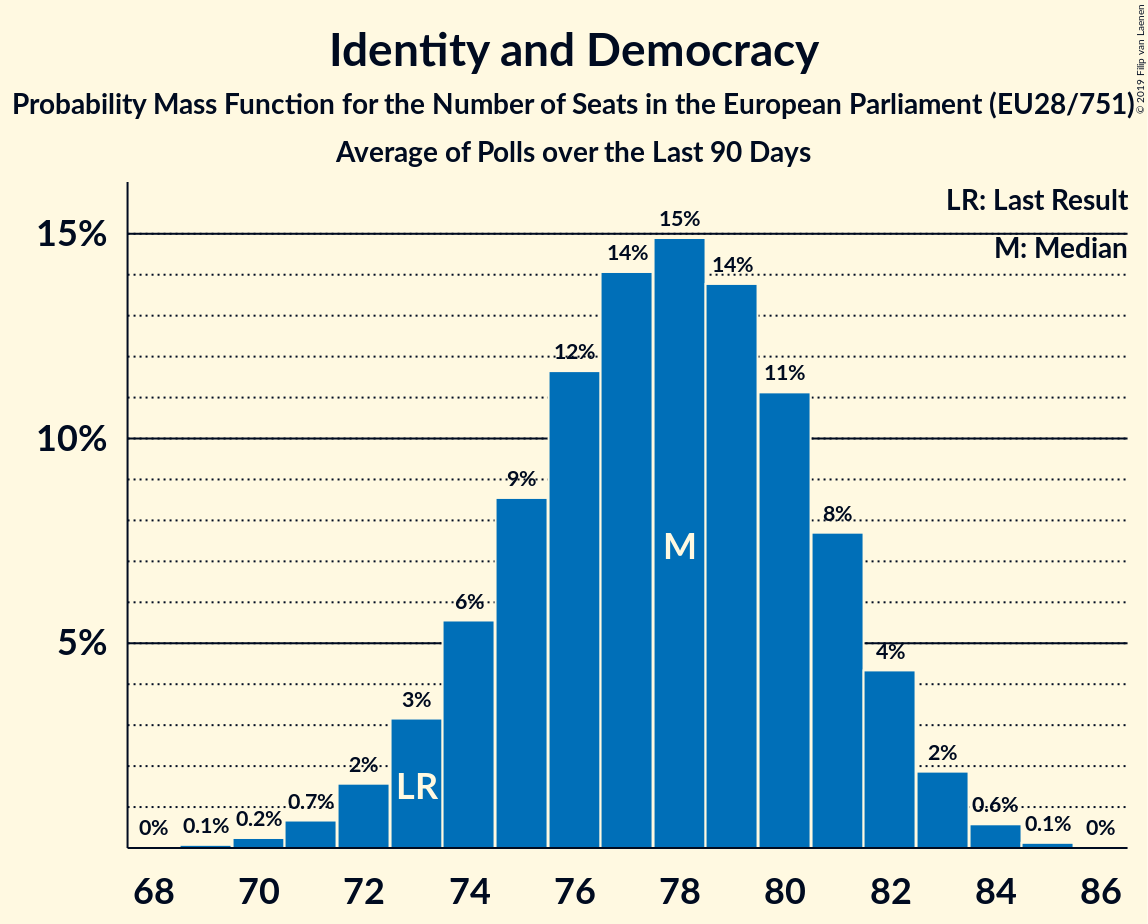 Identity and Democracy
Probability Mass Function for the Number of Seats in the European Parliament (EU28/751)
Average of Polls over the Last 90 Days
© 2019 Filip van Laenen
LR: Last Result
M: Median
15%
10%
5%
0%
0.1%
0.2%
0.7%
2%
3%
6%
9%
12%
14%
15%
14%
11%
8%
4%
2%
0.6%
0.1%
0%
LR
M
68 70 72 74 76 78 80 82 84 86